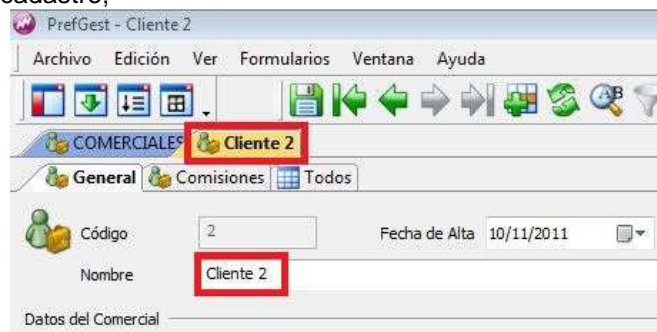 cadastro;
PrefGest - Cliente 2
Archivo Edición Ver Formularios Ventana Ayuda
COMERCIALES Cliente 2
General Comisiones Todos
Código 2 Fecha de Alta 10/11/2011
Nombre Cliente 2
Datos del Comercial